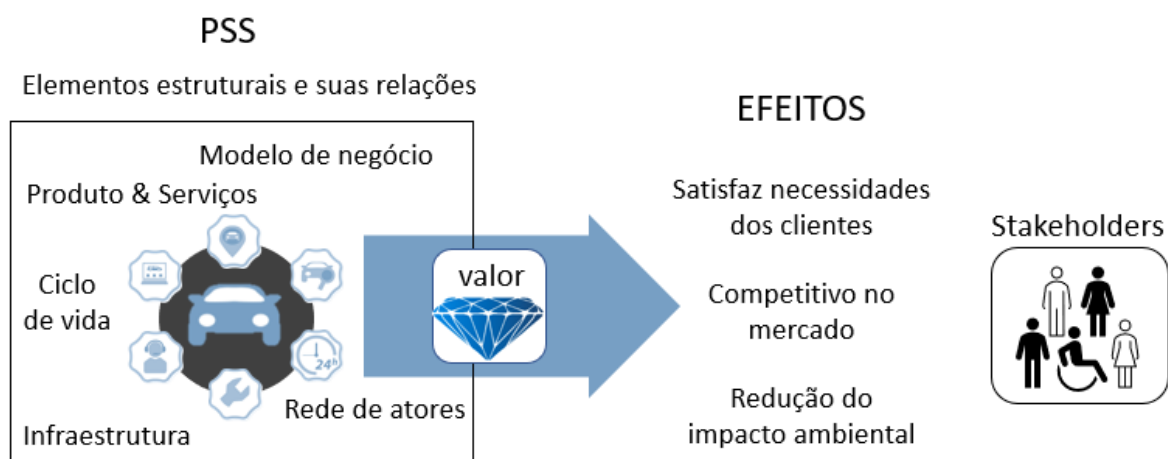 PSS
Elementos estruturais e suas relações
Modelo de negócio
Produto & Serviços
Ciclo
de vida
24h
Rede de atores
Infraestrutura
valor
EFEITOS
Satisfaz necessidades
dos clientes
Competitivo no
mercado
Redução do
impacto ambiental
Stakeholders